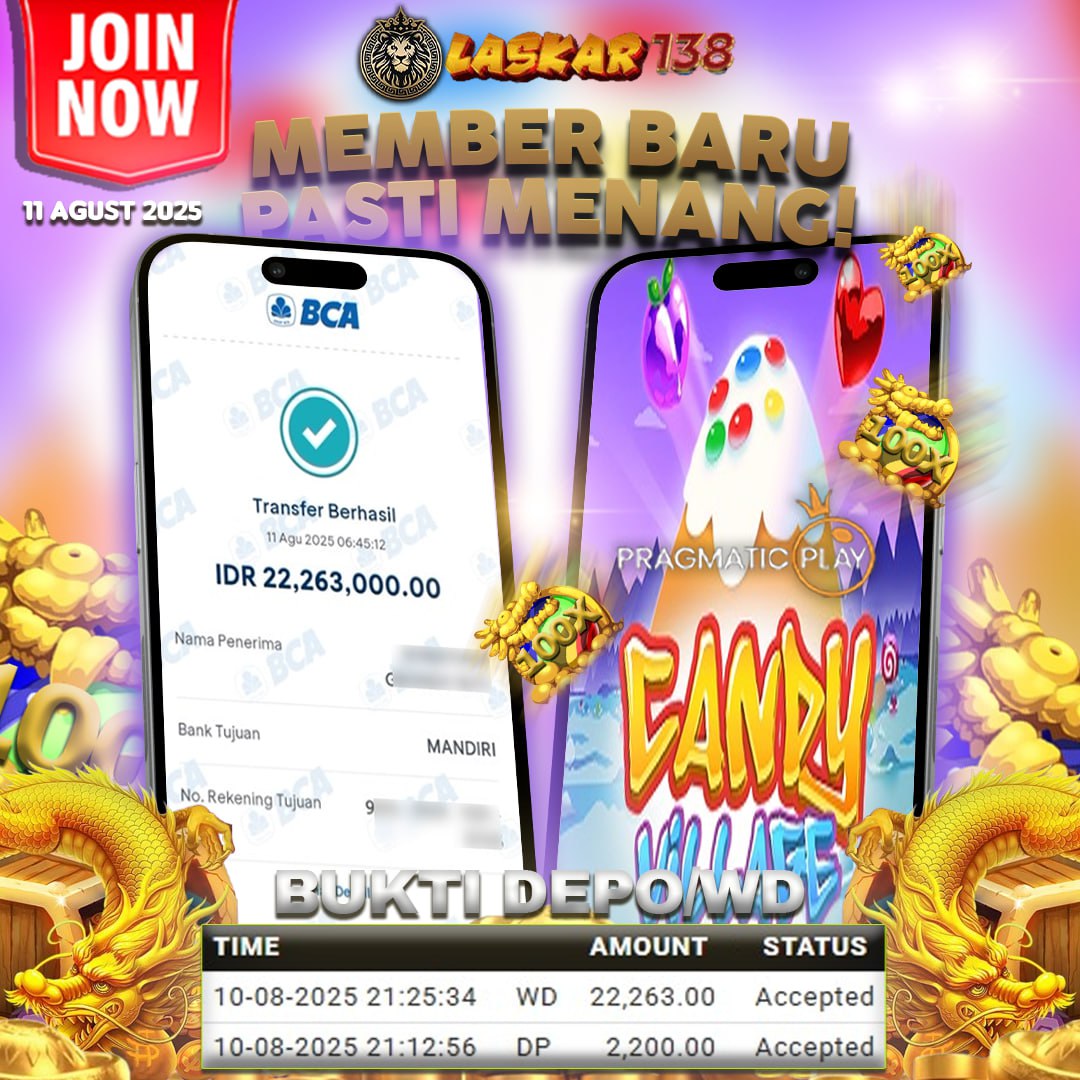 JOIN
NOW
LASKAR138
MEMBER BARU
PASTI MENANG!
11 AGUST 2025
BCA
Transfer Berhasil
11 Agu 2025 06:45:12
IDR 22,263,000.00
Nama Penerima
G
Bank Tujuan
MANDIRI
No. Rekening Tujuan
9
100X
100X
100X
PRAGMATIC PLAY
CANDY
VILLAGE
BUKTI DEPO/WD
TIME AMOUNT STATUS
10-08-2025 21:25:34 WD 22,263.00 Accepted
10-08-2025 21:12:56 DP 2,200.00 Accepted